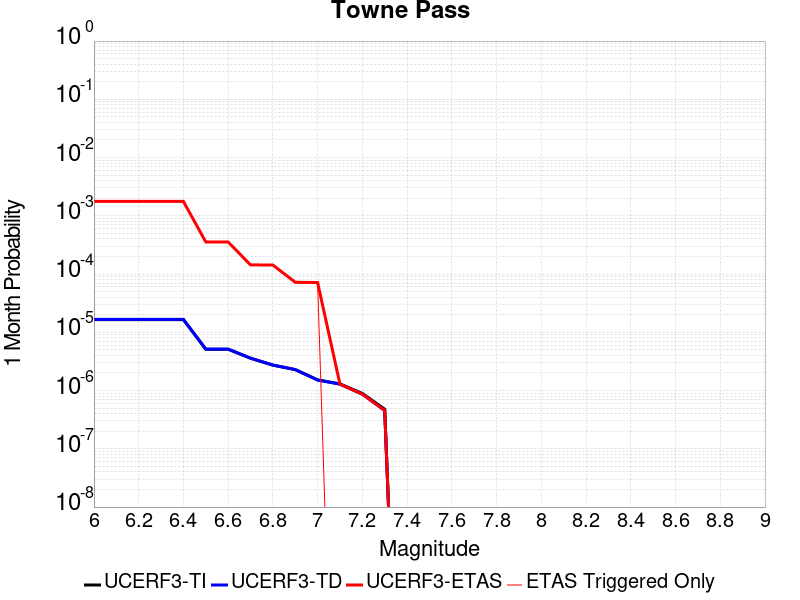 Towne Pass
10^0
10^-1
10^-2
10^-3
10^-4
10^-5
10^-6
10^-7
10^-8
1 Month Probability
6 6.2 6.4 6.6 6.8 7 7.2 7.4 7.6 7.8 8 8.2 8.4 8.6 8.8 9
Magnitude
UCERF3-TI UCERF3-TD UCERF3-ETAS ETAS Triggered Only